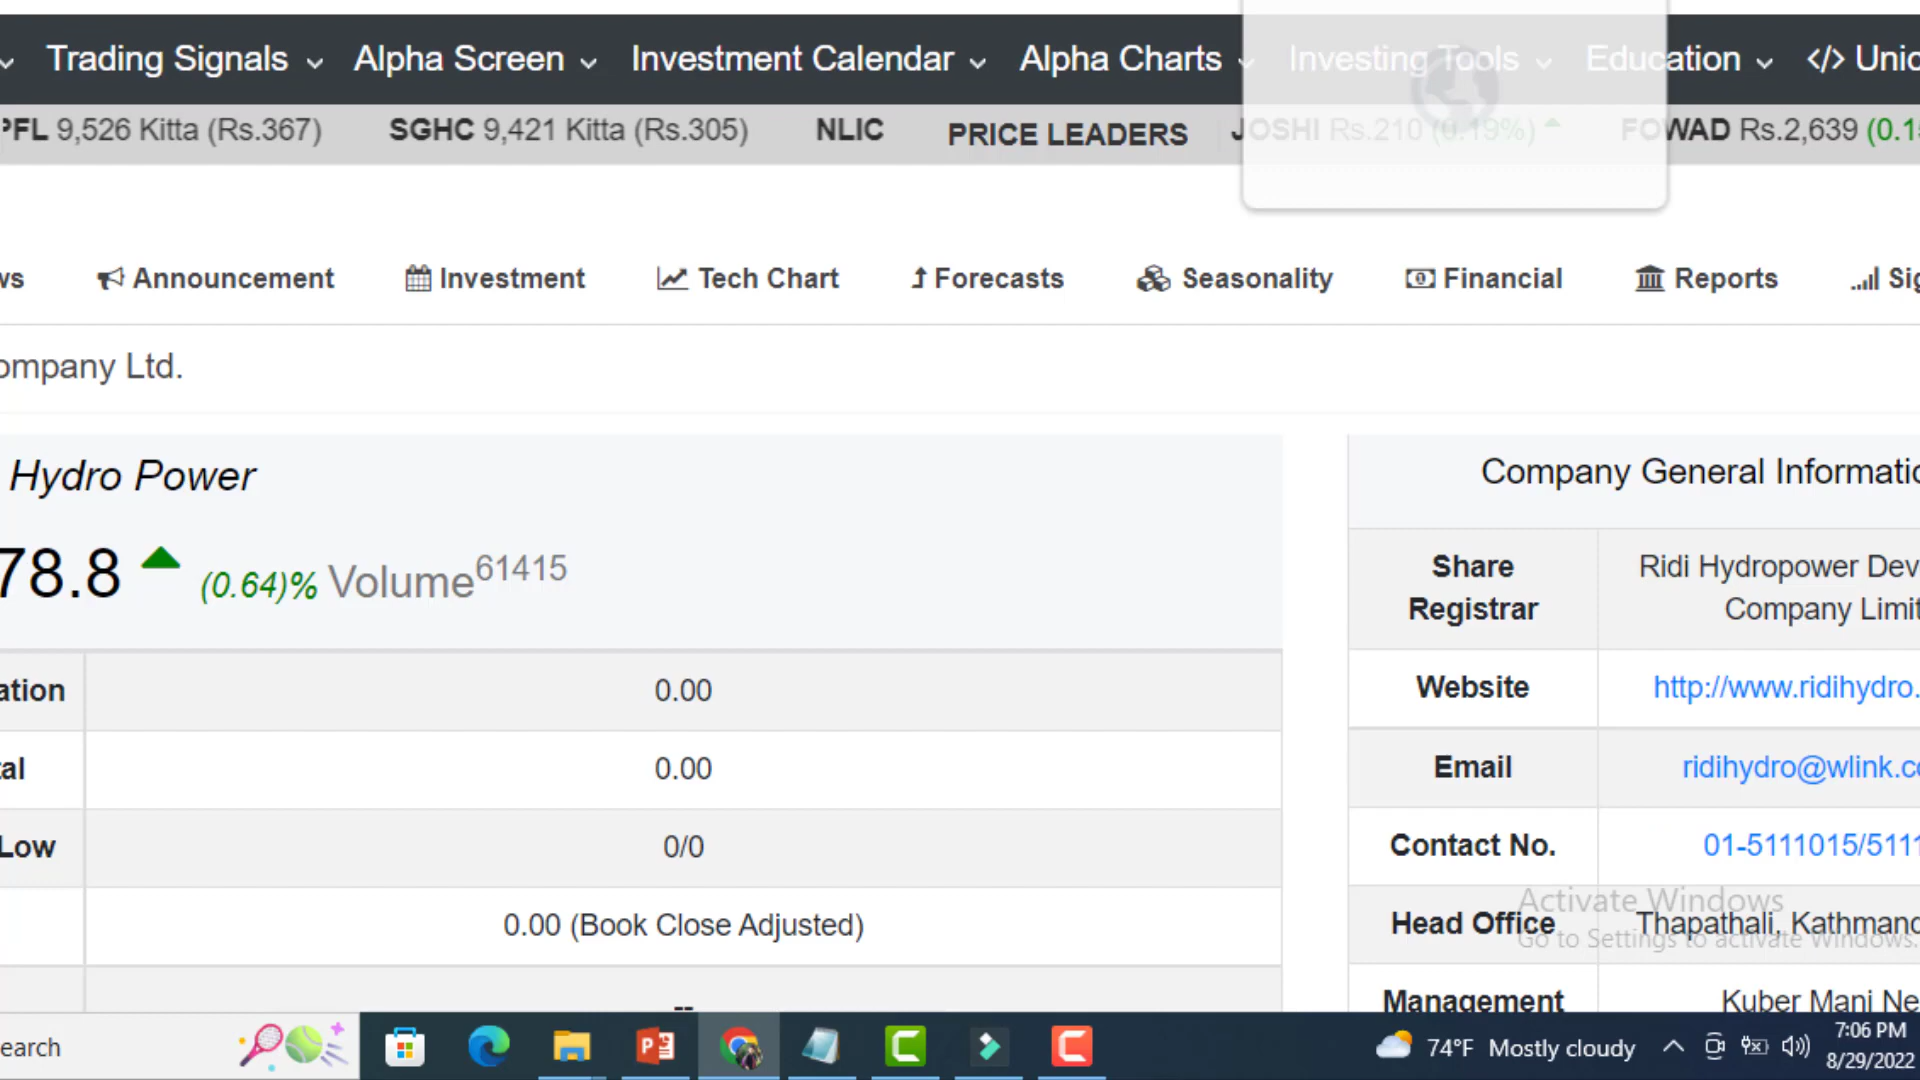 Trading Signals Alpha Screen Investment Calendar Alpha Charts Investing Tools Education </> Unic
PFL 9,526 Kitta (Rs.367) SGHC 9,421 Kitta (Rs.305) NLIC PRICE LEADERS JOSHI Rs.210 (0.19%) FOWAD Rs.2,639 (0.1
ws Announcement Investment Tech Chart Forecasts Seasonality Financial Reports Sig
ompany Ltd.
Hydro Power
78.8 (0.64)% Volume 61415
ation 0.00
tal 0.00
Low 0/0
0.00 (Book Close Adjusted)
--
Company General Informatio
Share Registrar Ridi Hydropower Dev
Company Limit
Website http://www.ridihydro.
Email ridihydro@wlink.co
Contact No. 01-5111015/5111
Head Office Thapathali, Kathmand
Management Kuber Mani Ne
Activate Windows
Go to Settings to activate Windows.
earch
74°F Mostly cloudy
7:06 PM
8/29/2022